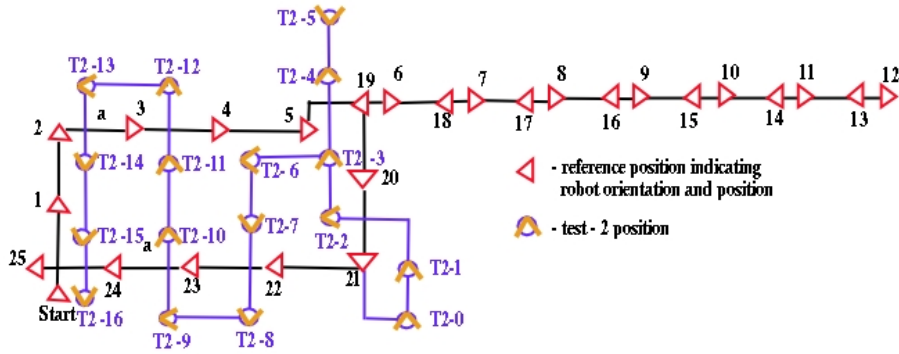 T2 -5
T2 -13
T2 -12
T2 -4
19
6
7
8
9
10
11
12
a
3
4
5
2
18
17
16
15
14
13
T2 -14
T2 -11
T2- 6
T2 -3
20
- reference position indicating
robot orientation and position
1
T2 -15
a
T2 -10
T2 -7
T2 -2
- test - 2 position
25
24
23
22
21
T2 -1
Start
T2 -16
T2 -9
T2 -8
T2 -0